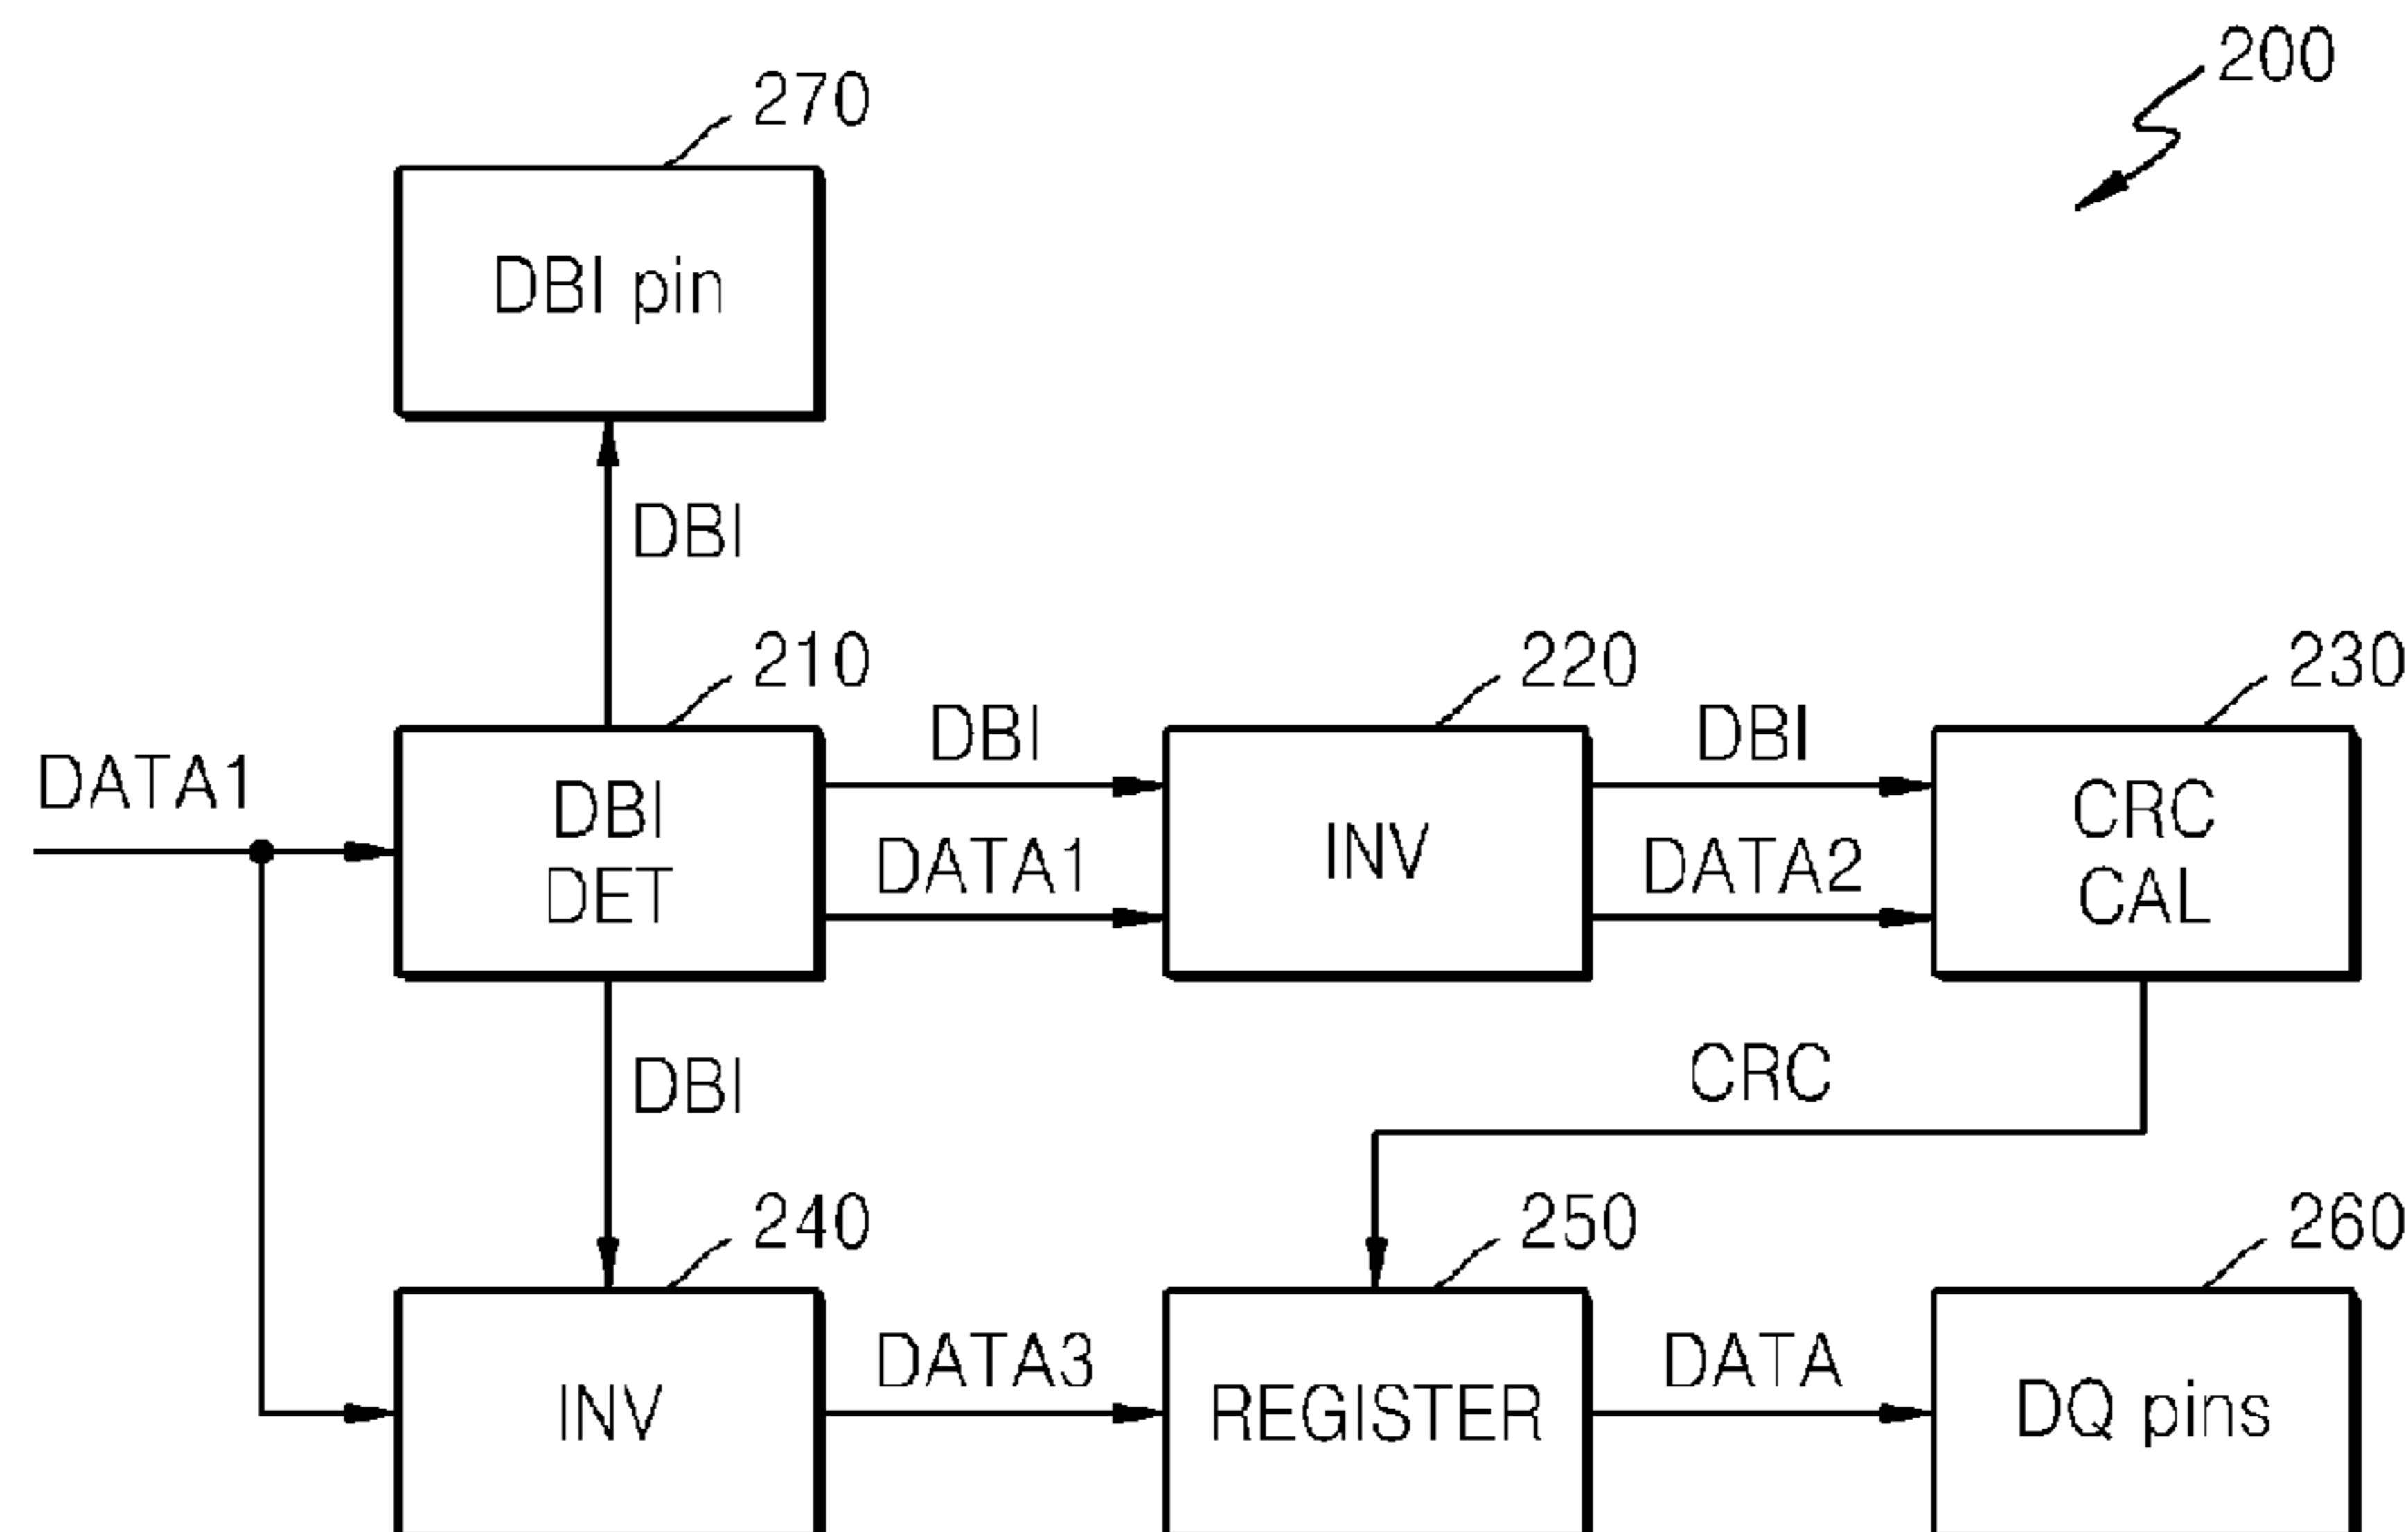 200
270
DBI pin
DBI
210
220
230
DATA1
DBI
DET
DBI
DATA1
INV
DBI
DATA2
CRC
CAL
DBI
CRC
240
250
260
INV
DATA3
REGISTER
DATA
DQ pins